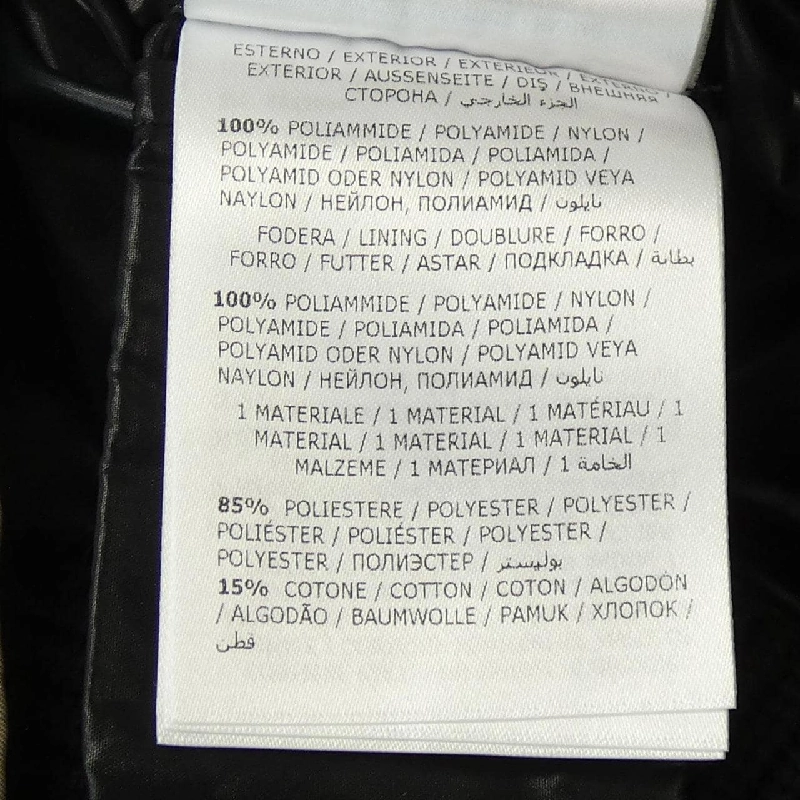 ESTERNO / EXTERIOR / EXTERIEUR / EXTERNO /
EXTERIOR / AUSSENSEITE / DIŞ / ВНЕШНЯЯ
СТОРОНА / الجزء الخارجي
100% POLIAMMIDE / POLYAMIDE / NYLON /
POLYAMIDE / POLIAMIDA / POLIAMIDA /
POLYAMID ODER NYLON / POLYAMID VEYA
NAYLON / НЕЙЛОН, ПОЛИАМИД / نايلون
FODERA / LINING / DOUBLURE / FORRO /
FORRO / FUTTER / ASTAR / ПОДКЛАДКА / بطانة
100% POLIAMMIDE / POLYAMIDE / NYLON /
POLYAMIDE / POLIAMIDA / POLIAMIDA /
POLYAMID ODER NYLON / POLYAMID VEYA
NAYLON / НЕЙЛОН, ПОЛИАМИД / نايلون
1 MATERIALE / 1 MATERIAL / 1 MATÉRIAU / 1
MATERIAL / 1 MATERIAL / 1 MATERIAL / 1
MALZEME / 1 МАТЕРИАЛ / 1 الخامة
85% POLIESTERE / POLYESTER / POLYESTER /
POLIÉSTER / POLIÉSTER / POLYESTER /
POLYESTER / ПОЛИЭСТЕР / بوليستر
15% COTONE / COTTON / COTON / ALGODÓN
/ ALGODÃO / BAUMWOLLE / PAMUK / ХЛОПОК /
قطن